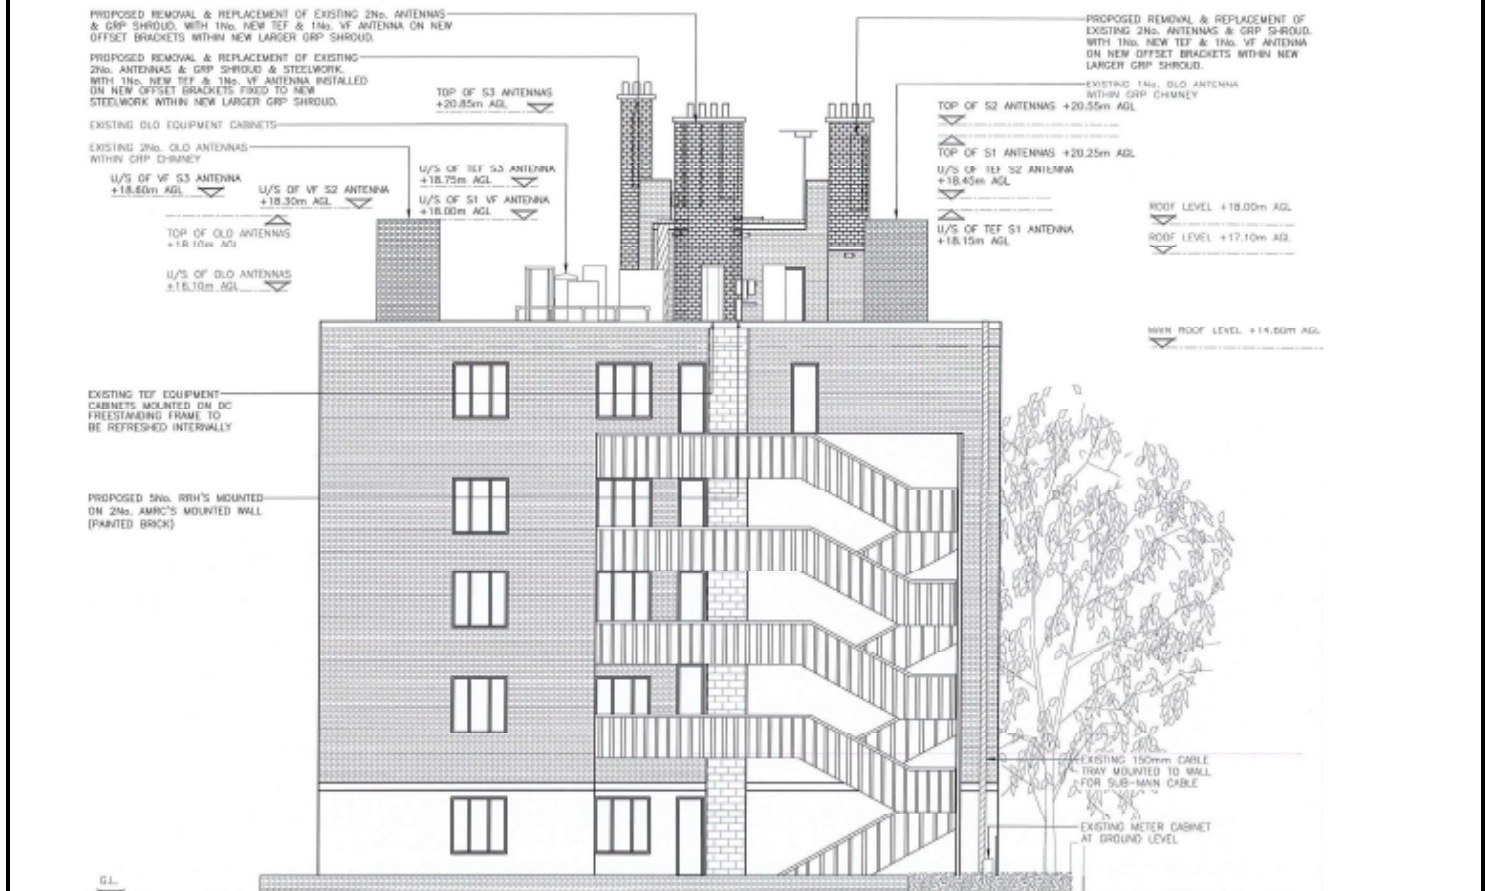 PROPOSED REMOVAL & REPLACEMENT OF EXISTING 2No. ANTENNAS
& GRP SHROUD, WITH 1No. NEW TEF & 1No. VF ANTENNA ON NEW
OFFSET BRACKETS WITHIN NEW LARGER GRP SHROUD.
PROPOSED REMOVAL & REPLACEMENT OF EXISTING
2No. ANTENNAS & GRP SHROUD & STEELWORK.
WITH 1No. NEW TEF & 1No. VF ANTENNA INSTALLED
ON NEW OFFSET BRACKETS FIXED TO NEW
STEELWORK WITHIN NEW LARGER GRP SHROUD.
TOP OF S3 ANTENNAS
+20.85m AGL
EXISTING OLO EQUIPMENT CABINETS
EXISTING 2No. OLO ANTENNAS
WITHIN GRP CHIMNEY
U/S OF VF S3 ANTENNA
+18.60m AGL
U/S OF VF S2 ANTENNA
+18.30m AGL
U/S OF TEF S3 ANTENNA
+18.75m AGL
U/S OF S1 VF ANTENNA
+18.00m AGL
TOP OF OLO ANTENNAS
+18.10m AGL
U/S OF OLO ANTENNAS
+16.10m AGL
PROPOSED REMOVAL & REPLACEMENT OF
EXISTING 2No. ANTENNAS & GRP SHROUD.
WITH 1No. NEW TEF & 1No. VF ANTENNA
ON NEW OFFSET BRACKETS WITHIN NEW
LARGER GRP SHROUD.
EXISTING 1No. OLO ANTENNA
WITHIN GRP CHIMNEY
TOP OF S2 ANTENNAS +20.55m AGL
TOP OF S1 ANTENNAS +20.25m AGL
U/S OF TEF S2 ANTENNA
+18.45m AGL
U/S OF TEF S1 ANTENNA
+18.15m AGL
ROOF LEVEL +18.00m AGL
ROOF LEVEL +17.10m AGL
MAIN ROOF LEVEL +14.60m AGL
EXISTING TEF EQUIPMENT
CABINETS MOUNTED ON DC
FREESTANDING FRAME TO
BE REFRESHED INTERNALLY
PROPOSED 5No. RRH'S MOUNTED
ON 2No. AMRC'S MOUNTED WALL
(PAINTED BRICK)
EXISTING 150mm CABLE
TRAY MOUNTED TO WALL
FOR SUB-MAIN CABLE
EXISTING METER CABINET
AT GROUND LEVEL
G.L.